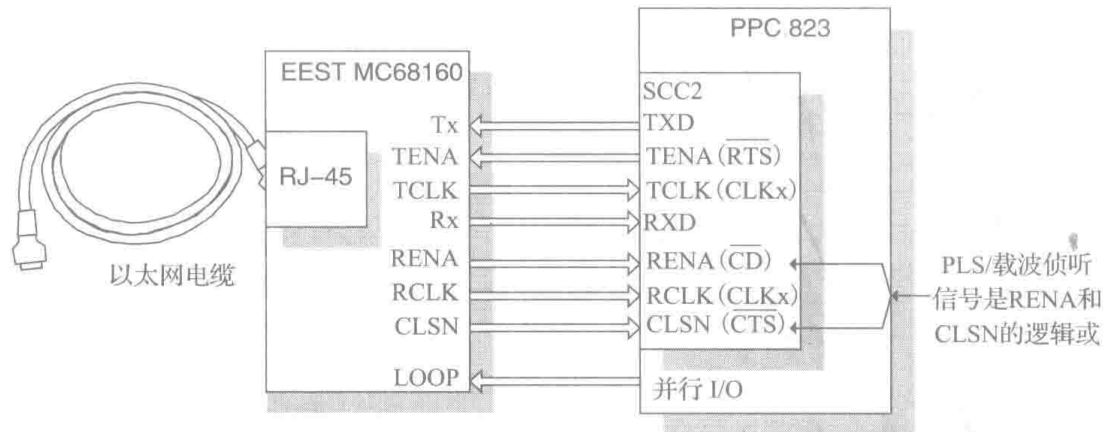 PPC 823
EEST MC68160
SCC2
Tx
TXD
TENA
TENA (RTS)
RJ-45
TCLK
TCLK (CLKx)
Rx
RXD
RENA
RENA (CD)
RCLK
RCLK (CLKx)
CLSN
CLSN (CTS)
LOOP
并行 I/O
以太网电缆
PLS/载波侦听
信号是RENA和
CLSN的逻辑或